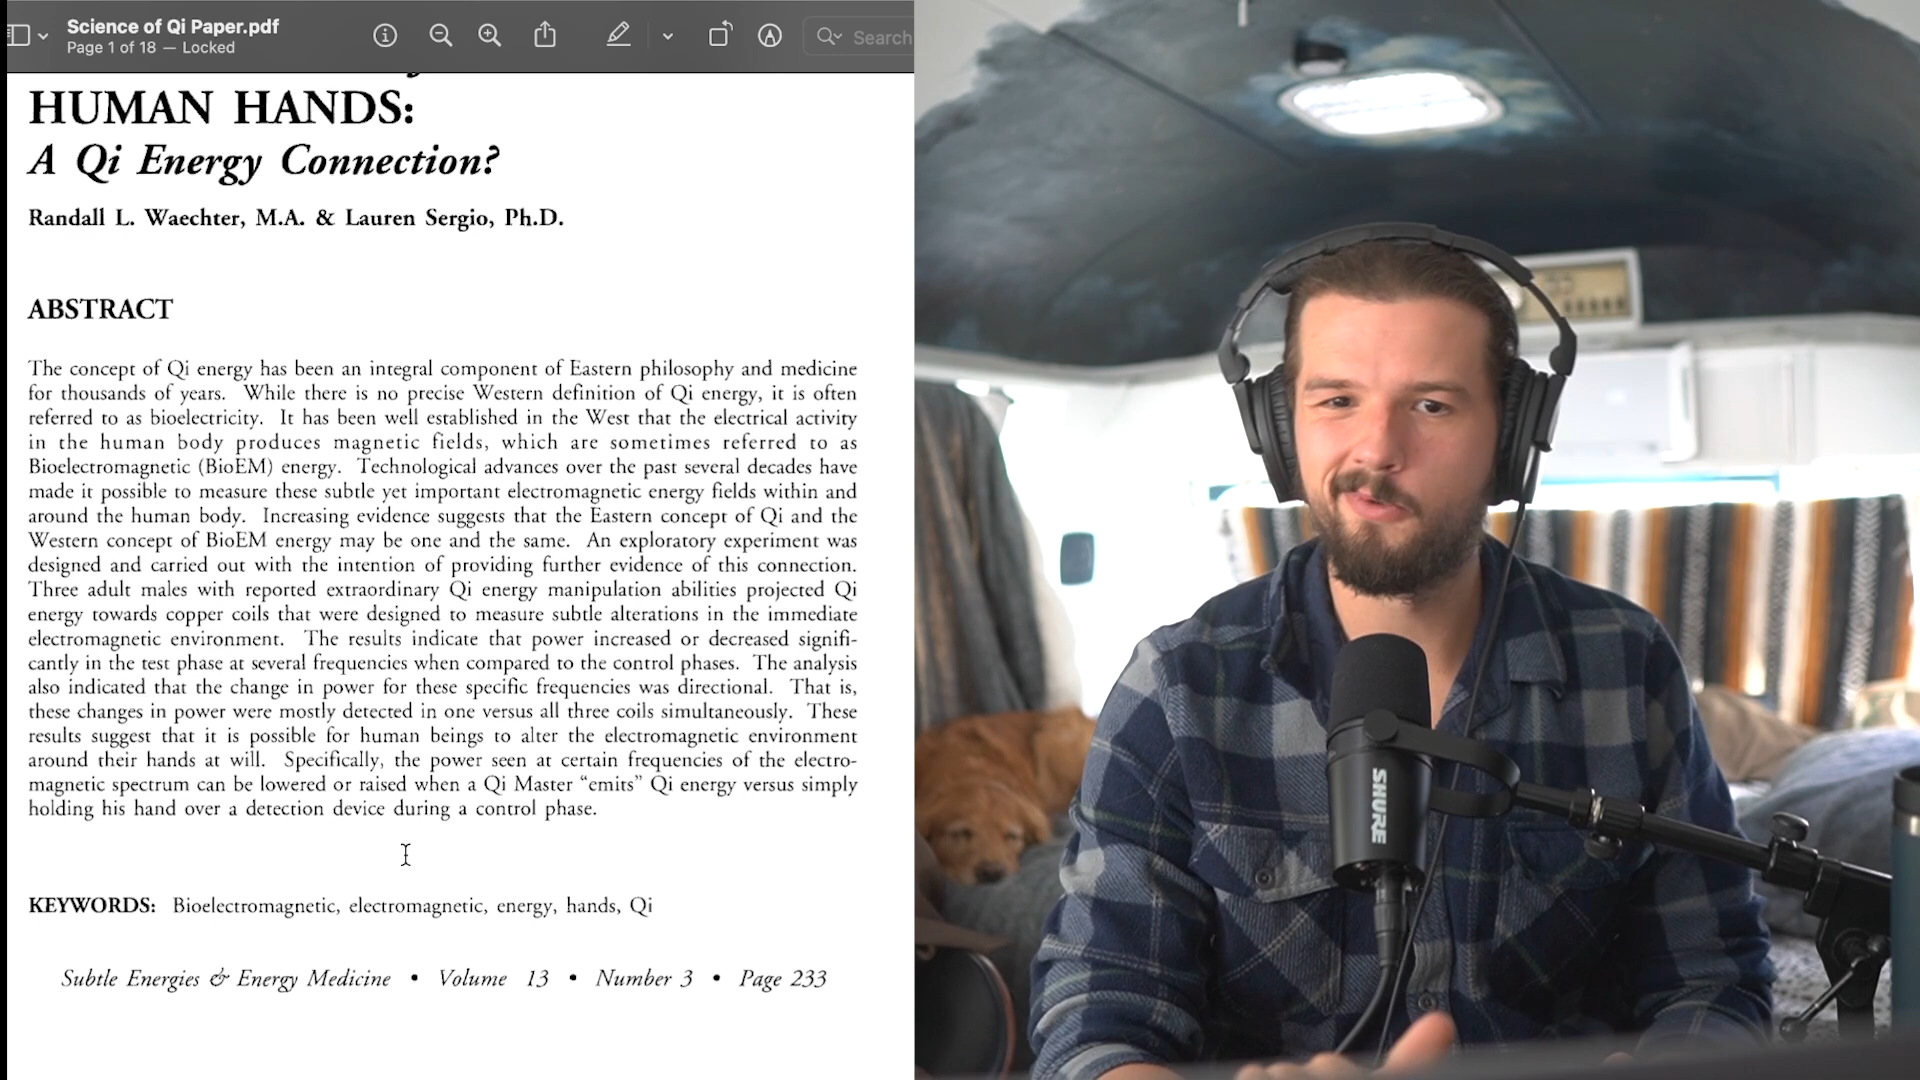 Science of Qi Paper.pdf
Page 1 of 18 — Locked
Search
HUMAN HANDS:
A Qi Energy Connection?
Randall L. Waechter, M.A. & Lauren Sergio, Ph.D.
ABSTRACT
The concept of Qi energy has been an integral component of Eastern philosophy and medicine
for thousands of years. While there is no precise Western definition of Qi energy, it is often
referred to as bioelectricity. It has been well established in the West that the electrical activity
in the human body produces magnetic fields, which are sometimes referred to as
Bioelectromagnetic (BioEM) energy. Technological advances over the past several decades have
made it possible to measure these subtle yet important electromagnetic energy fields within and
around the human body. Increasing evidence suggests that the Eastern concept of Qi and the
Western concept of BioEM energy may be one and the same. An exploratory experiment was
designed and carried out with the intention of providing further evidence of this connection.
Three adult males with reported extraordinary Qi energy manipulation abilities projected Qi
energy towards copper coils that were designed to measure subtle alterations in the immediate
electromagnetic environment. The results indicate that power increased or decreased signifi-
cantly in the test phase at several frequencies when compared to the control phases. The analysis
also indicated that the change in power for these specific frequencies was directional. That is,
these changes in power were mostly detected in one versus all three coils simultaneously. These
results suggest that it is possible for human beings to alter the electromagnetic environment
around their hands at will. Specifically, the power seen at certain frequencies of the electro-
magnetic spectrum can be lowered or raised when a Qi Master “emits” Qi energy versus simply
holding his hand over a detection device during a control phase.
KEYWORDS: Bioelectromagnetic, electromagnetic, energy, hands, Qi
Subtle Energies & Energy Medicine • Volume 13 • Number 3 • Page 233
SHURE